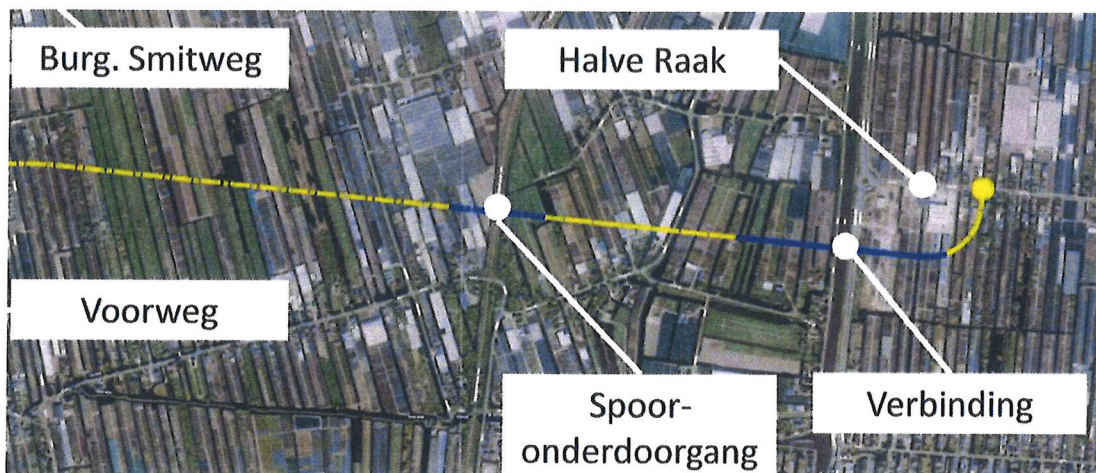 Burg. Smitweg
Halve Raak
Voorweg
Spoor-
onderdoorgang
Verbinding